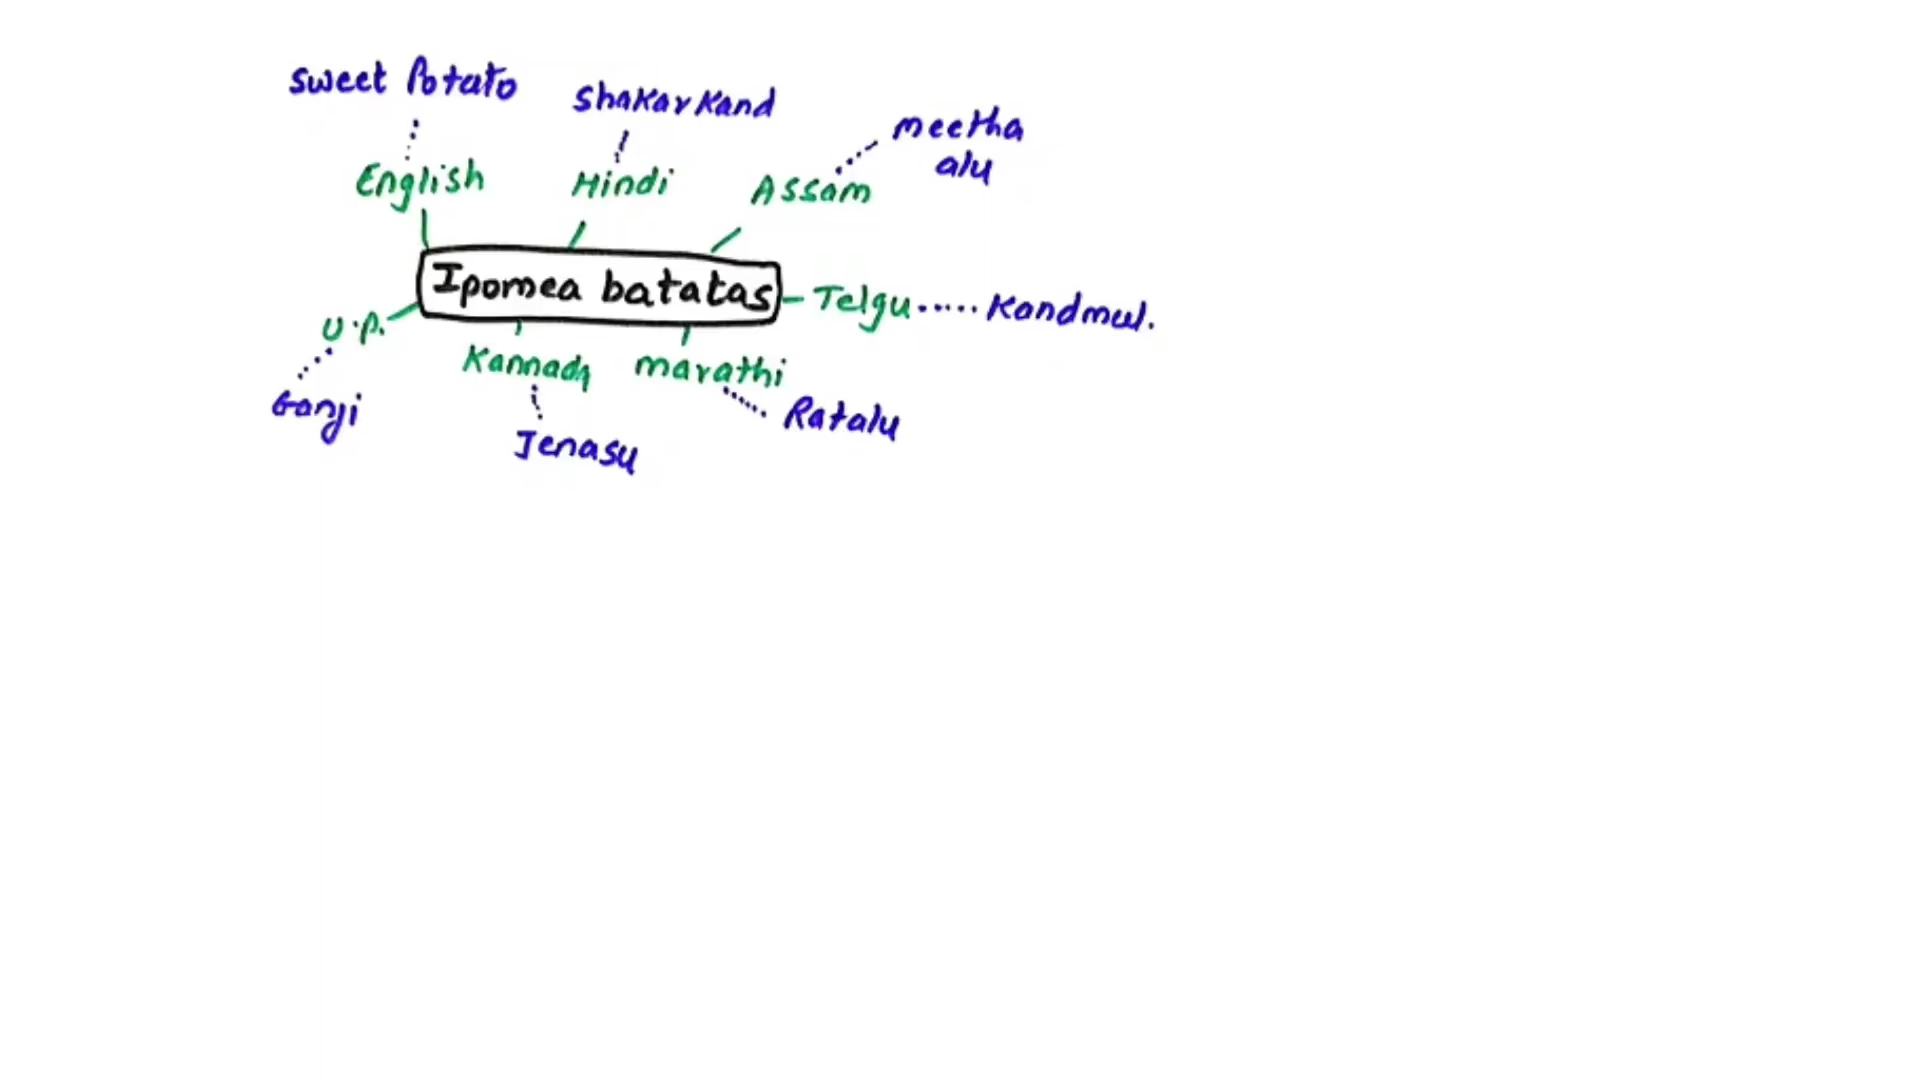 Sweet Potato
Shakarkand
meetha
alu
English
Hindi
Assam
Ipomea batatas
Telgu ..... Kandmul.
U.P.
Kannada
marathi
Ganji
Jenasu
Ratalu